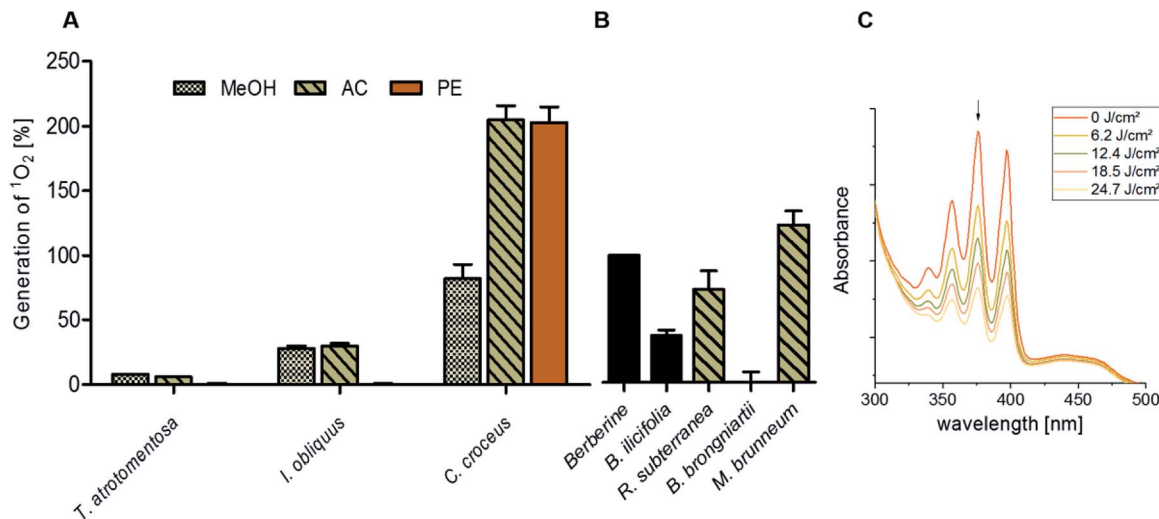 A
Generation of ¹O₂ [%]
250
200
150
100
50
0
MeOH
AC
PE
T. atrotomentosa
I. obliquus
C. croceus
B
Berberine
B. ilicifolia
R. subterranea
B. brongniartii
M. brunneum
C
Absorbance
0 J/cm²
6.2 J/cm²
12.4 J/cm²
18.5 J/cm²
24.7 J/cm²
300
350
400
450
500
wavelength [nm]